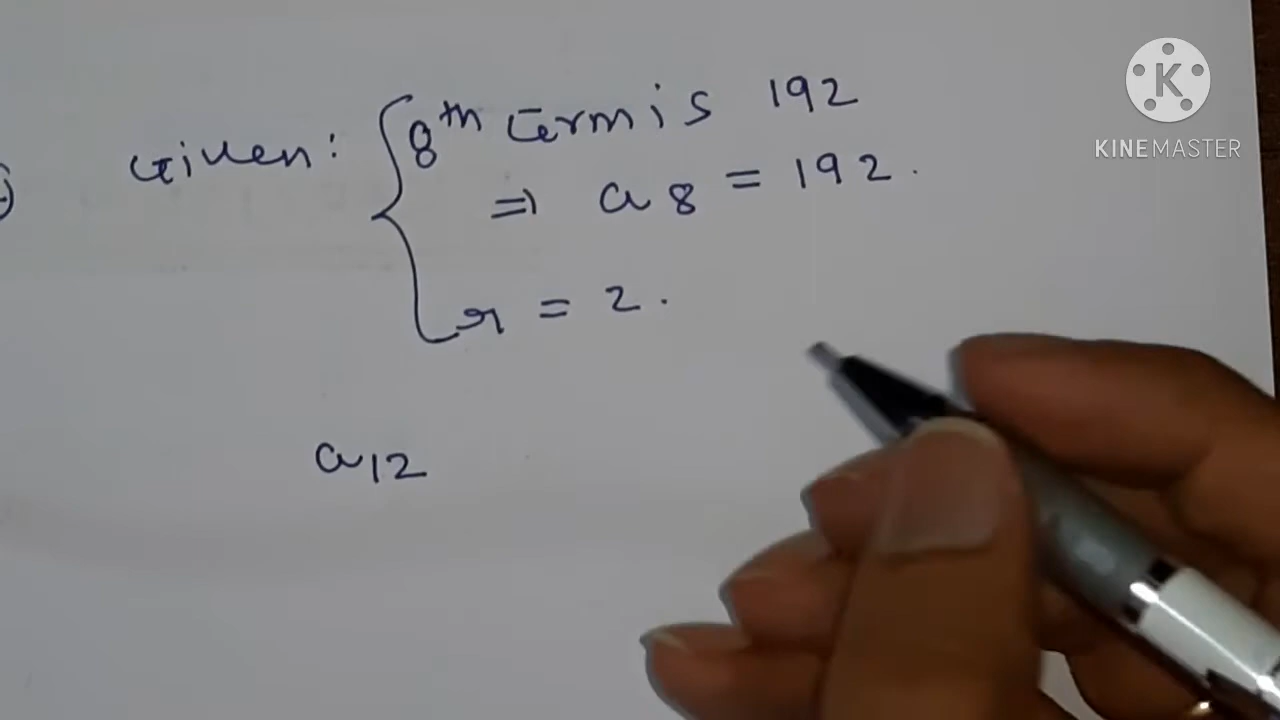 Given: 8th term is 192
⇒ a8 = 192.
r = 2.
a12
K
KINEMASTER